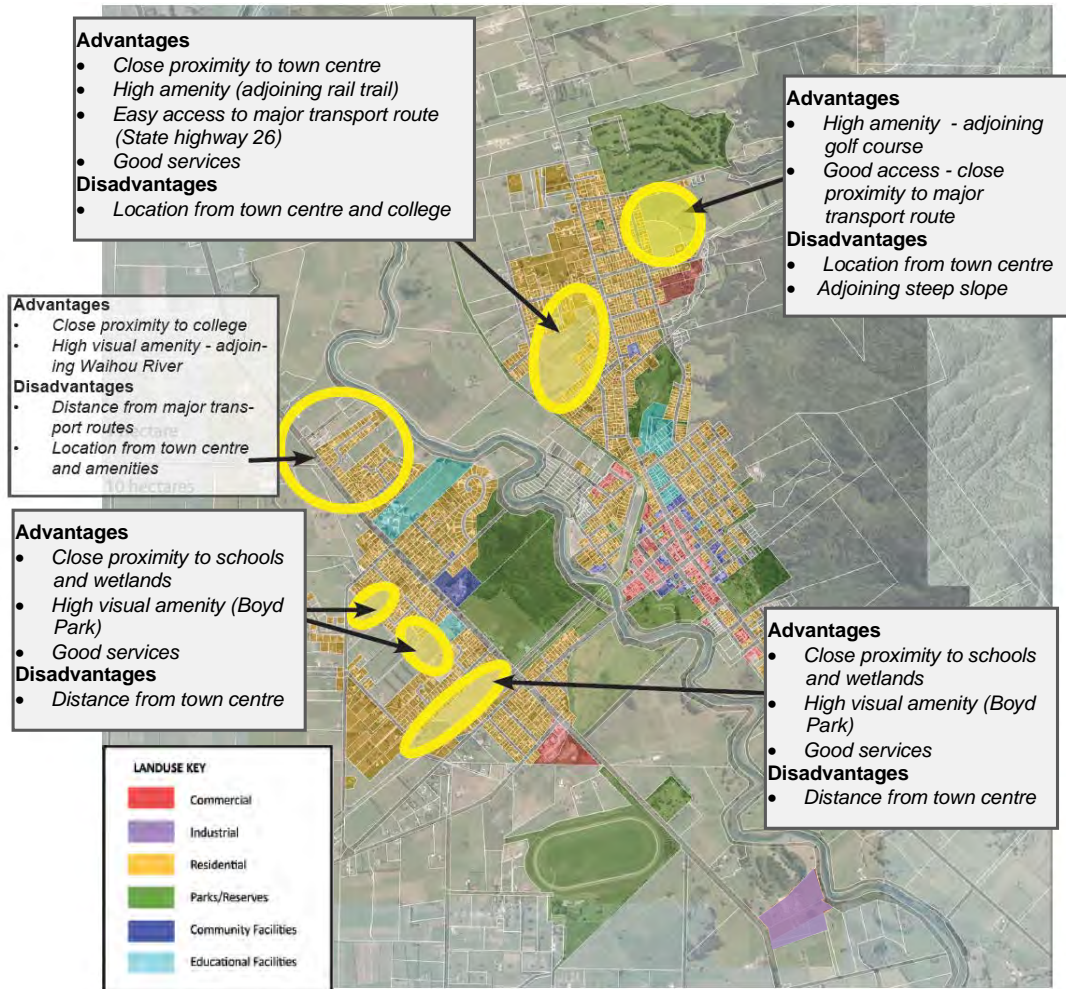 Advantages
• Close proximity to town centre
• High amenity (adjoining rail trail)
• Easy access to major transport route
(State highway 26)
• Good services
Disadvantages
• Location from town centre and college
Advantages
• High amenity - adjoining
golf course
• Good access - close
proximity to major
transport route
Disadvantages
• Location from town centre
• Adjoining steep slope
Advantages
• Close proximity to college
• High visual amenity - adjoin-
ing Waihou River
Disadvantages
• Distance from major trans-
port routes
• Location from town centre
and amenities
hectare
10 hectares
Advantages
• Close proximity to schools
and wetlands
• High visual amenity (Boyd
Park)
• Good services
Disadvantages
• Distance from town centre
Advantages
• Close proximity to schools
and wetlands
• High visual amenity (Boyd
Park)
• Good services
Disadvantages
• Distance from town centre
LANDUSE KEY
Commercial
Industrial
Residential
Parks/Reserves
Community Facilities
Educational Facilities